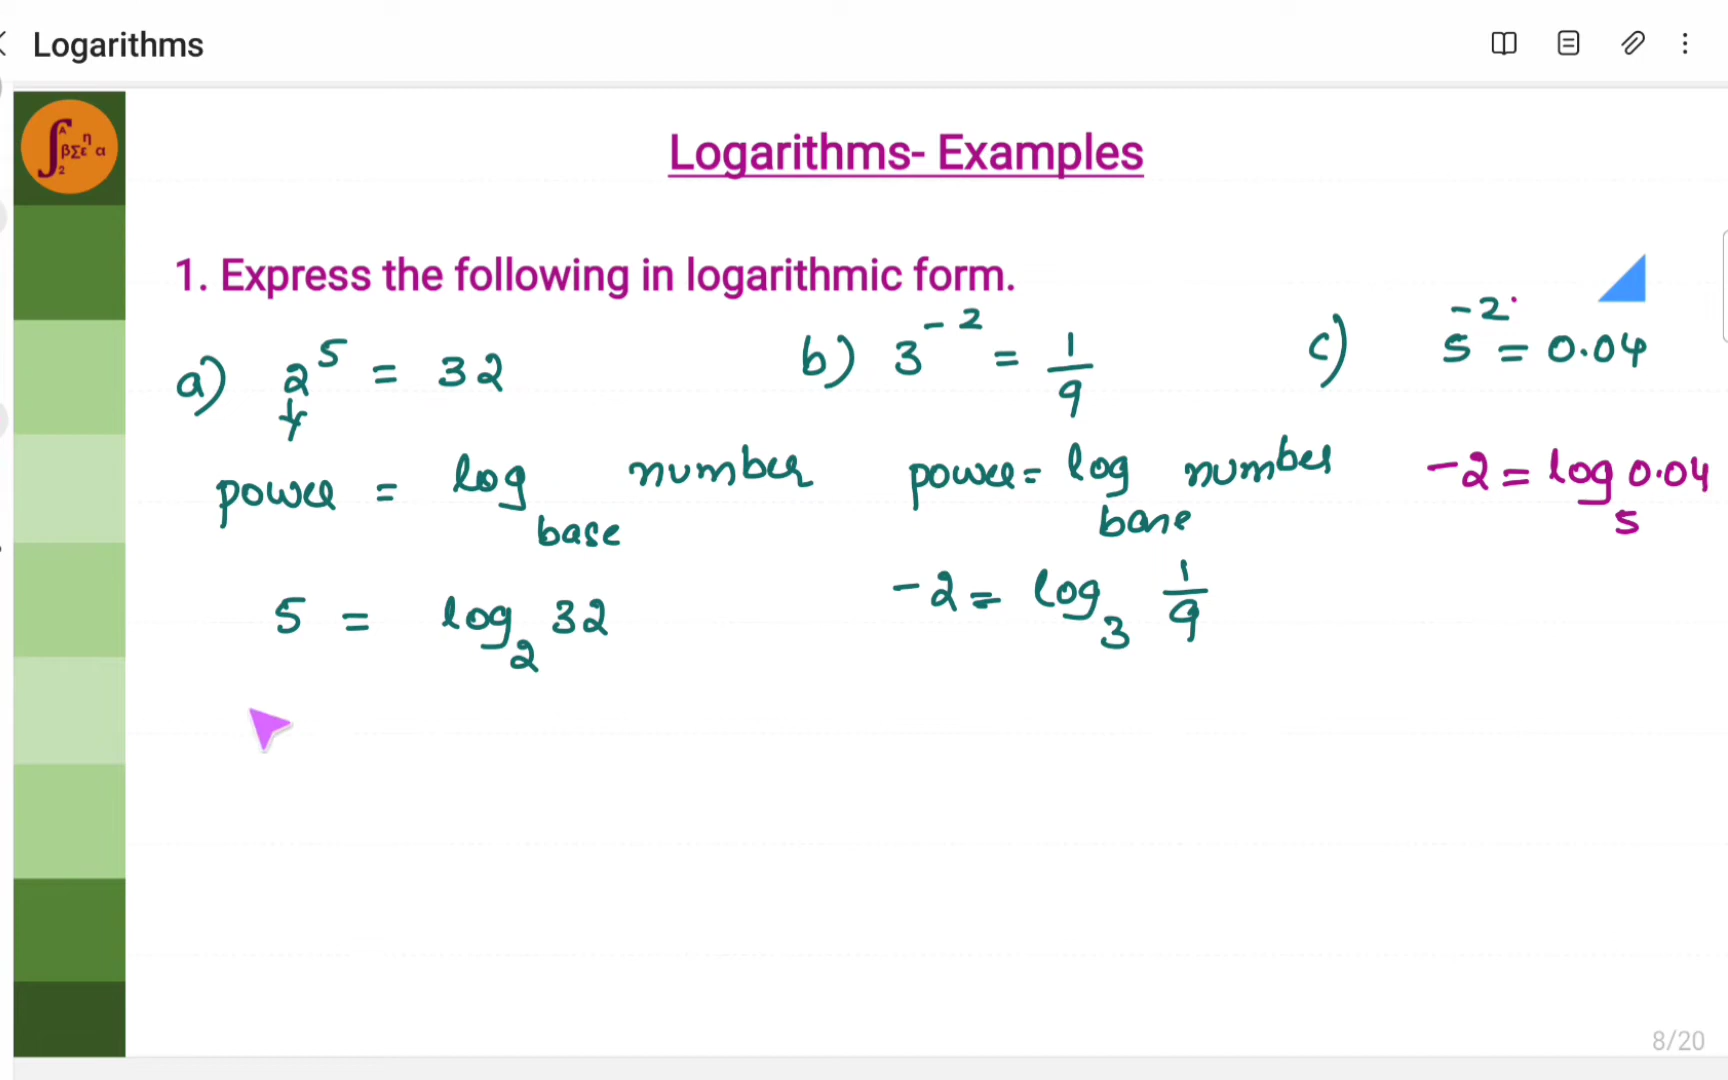 Logarithms
Logarithms- Examples
1. Express the following in logarithmic form.
a) 2⁵ = 32
b) 3⁻² = 1/9
c) 5⁻² = 0.04
power = log_base number
power = log_base number
-2 = log_5 0.04
5 = log_2 32
-2 = log_3 1/9
8/20